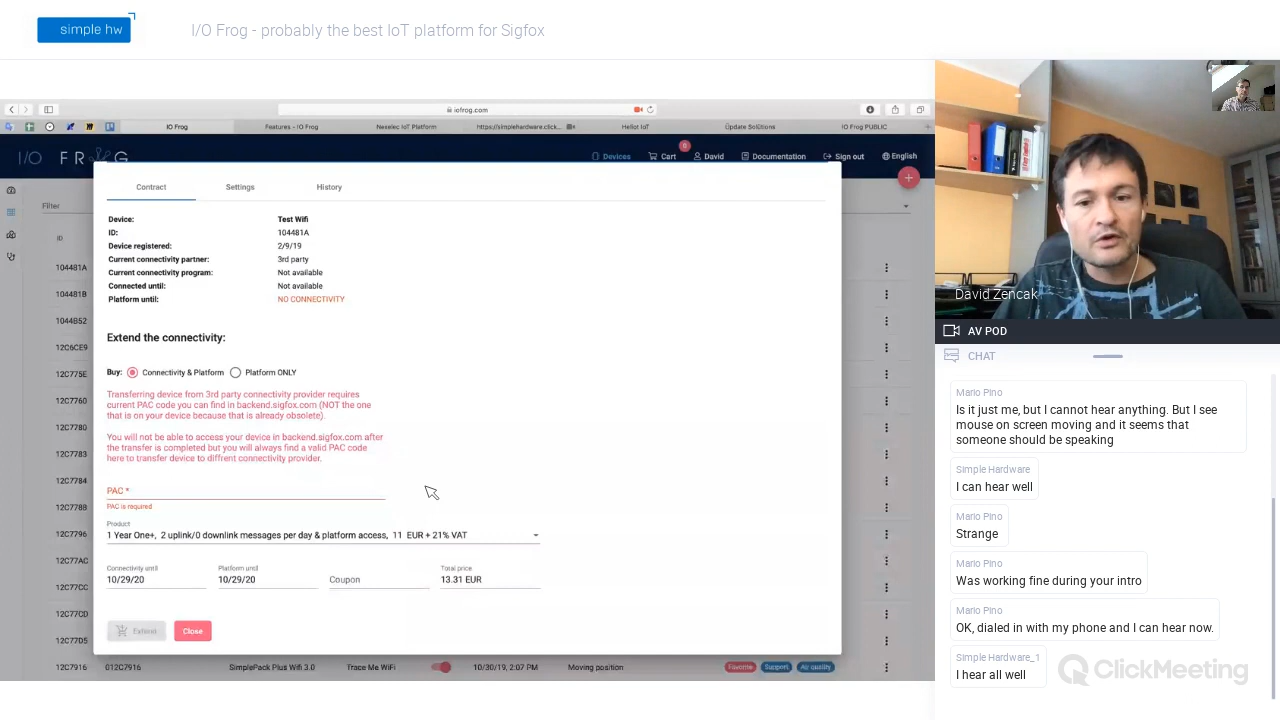 simple hw
I/O Frog - probably the best IoT platform for Sigfox
iofrog.com
IO Frog
Features - IO Frog
Nexelec IoT Platform
https://simplehardware.click...
Hello! IoT
Update Solutions
IO Frog PUBLIC
I/O FROG
Devices
Cart
0
David
Documentation
Sign out
English
Filter
ID
104481A
104481B
1044B52
12C6CE9
12C775E
12C7760
12C7780
12C7783
12C7784
12C7788
12C7796
12C77AC
12C77CC
12C77D5
Contract
Settings
History
Device: Test Wifi
ID: 104481A
Device registered: 2/9/19
Current connectivity partner: 3rd party
Current connectivity program: Not available
Connected until: Not available
Platform until: NO CONNECTIVITY
Extend the connectivity:
Buy: Connectivity & Platform Platform ONLY
Transferring device from 3rd party connectivity provider requires
current PAC code you can find in backend.sigfox.com (NOT the one
that is on your device because that is already obsolete).
You will not be able to access your device in backend.sigfox.com after
the transfer is completed but you will always find a valid PAC code
here to transfer device to diffrent connectivity provider.
PAC *
PAC is required
Product
1 Year One+, 2 uplink/0 downlink messages per day & platform access, 11 EUR + 21% VAT
Connectivity until Platform until Total price
10/29/20 10/29/20 Coupon 13.31 EUR
Extend Close
12C7916 012C7916 SimplePack Plus Wifi 3.0 Trace Me WiFi 10/30/19, 2:07 PM Moving position Favorite Support Air quality
David Zencak
AV POD
CHAT
Mario Pino
Is it just me, but I cannot hear anything. But I see
mouse on screen moving and it seems that
someone should be speaking
Simple Hardware
I can hear well
Mario Pino
Strange
Mario Pino
Was working fine during your intro
Mario Pino
OK, dialed in with my phone and I can hear now.
Simple Hardware_1
I hear all well
ClickMeeting